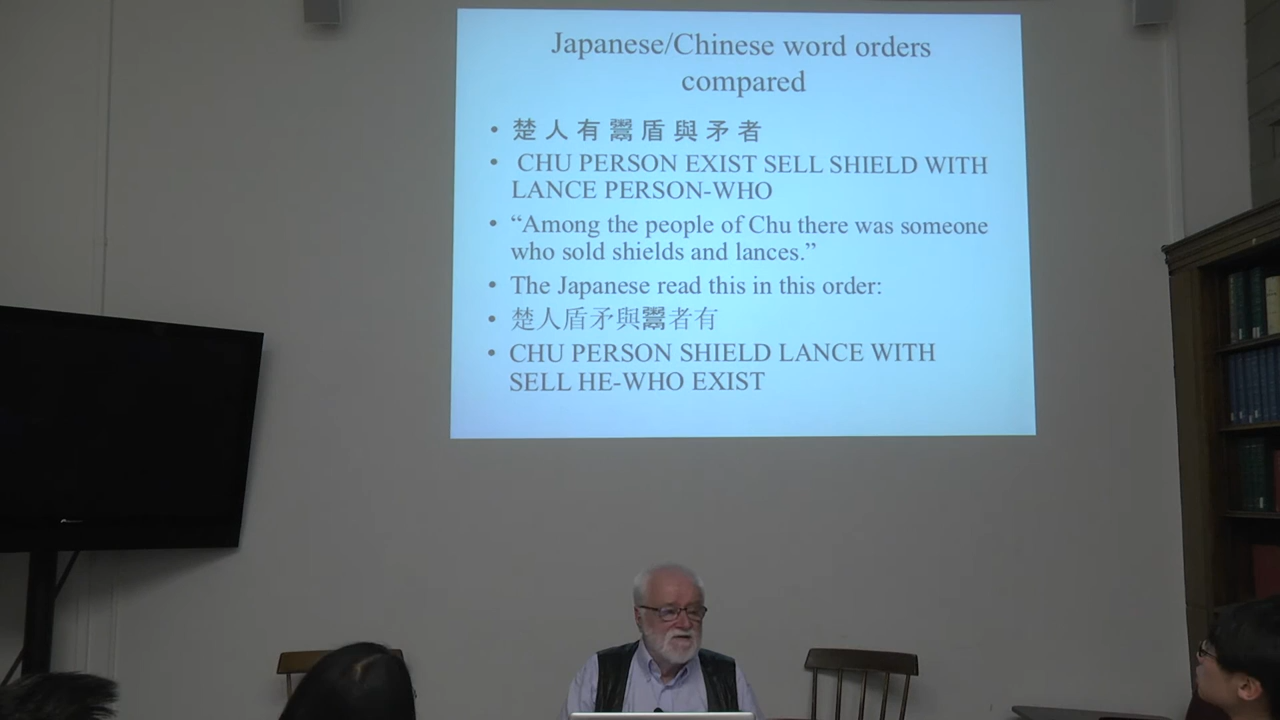 Japanese/Chinese word orders
compared
• 楚 人 有 鬻 盾 與 矛 者
• CHU PERSON EXIST SELL SHIELD WITH
LANCE PERSON-WHO
• “Among the people of Chu there was someone
who sold shields and lances.”
• The Japanese read this in this order:
• 楚人盾矛與鬻者有
• CHU PERSON SHIELD LANCE WITH
SELL HE-WHO EXIST